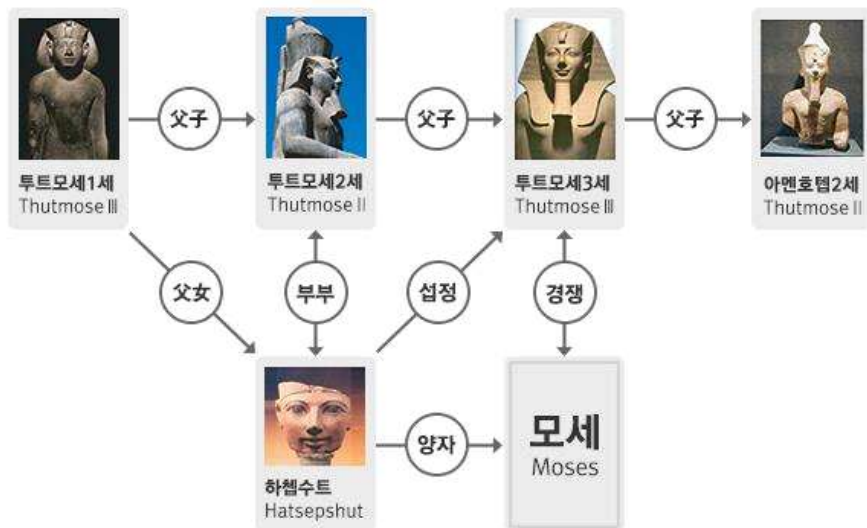 父子
父子
父子
투트모세1세
Thutmose Ⅲ
투트모세2세
Thutmose Ⅱ
투트모세3세
Thutmose Ⅲ
아멘호텝2세
Thutmose Ⅱ
父女
부부
섭정
경쟁
하쳅수트
Hatsepshut
양자
모세
Moses